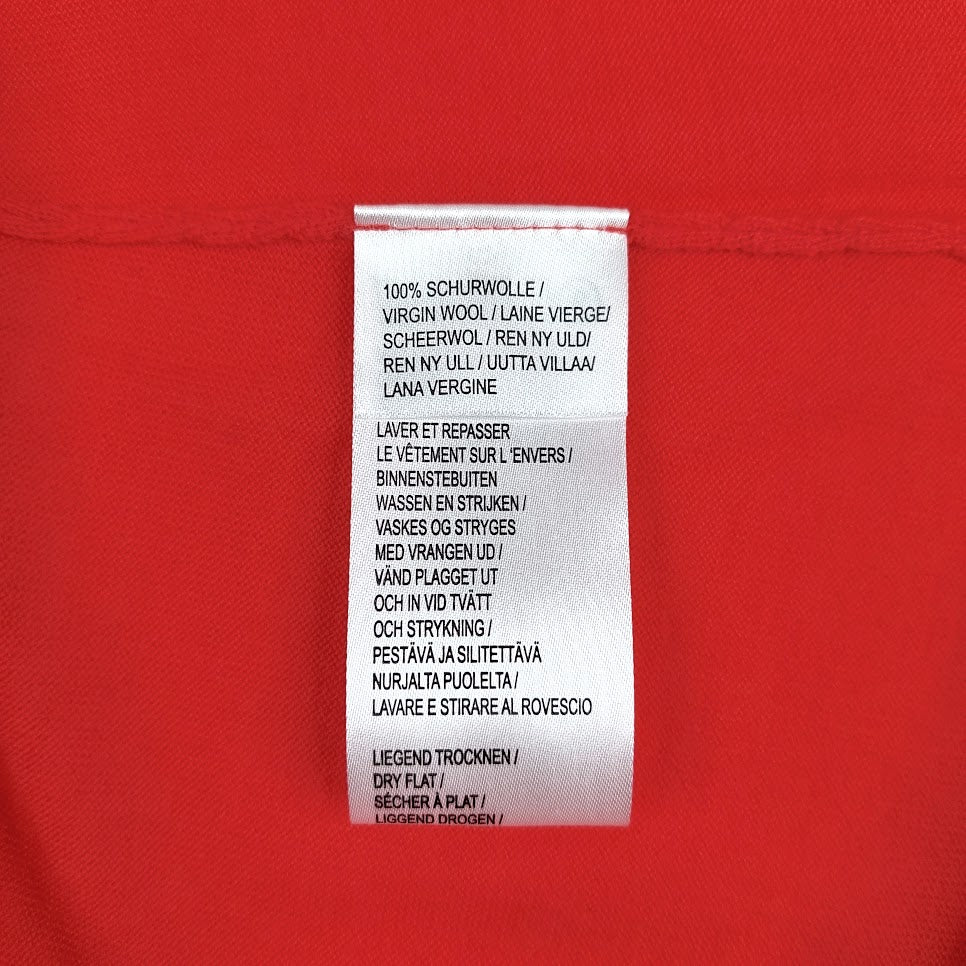 100% SCHURWOLLE /
VIRGIN WOOL / LAINE VIERGE/
SCHEERWOL / REN NY ULD/
REN NY ULL / UUTTA VILLAA/
LANA VERGINE
LAVER ET REPASSER
LE VÊTEMENT SUR L 'ENVERS /
BINNENSTEBUITEN
WASSEN EN STRIJKEN /
VASKES OG STRYGES
MED VRANGEN UD /
VÄND PLAGGET UT
OCH IN VID TVÄTT
OCH STRYKNING /
PESTÄVÄ JA SILITETTÄVÄ
NURJALTA PUOLELTA /
LAVARE E STIRARE AL ROVESCIO
LIEGEND TROCKNEN /
DRY FLAT /
SÉCHER À PLAT /
LIGGEND DROGEN /